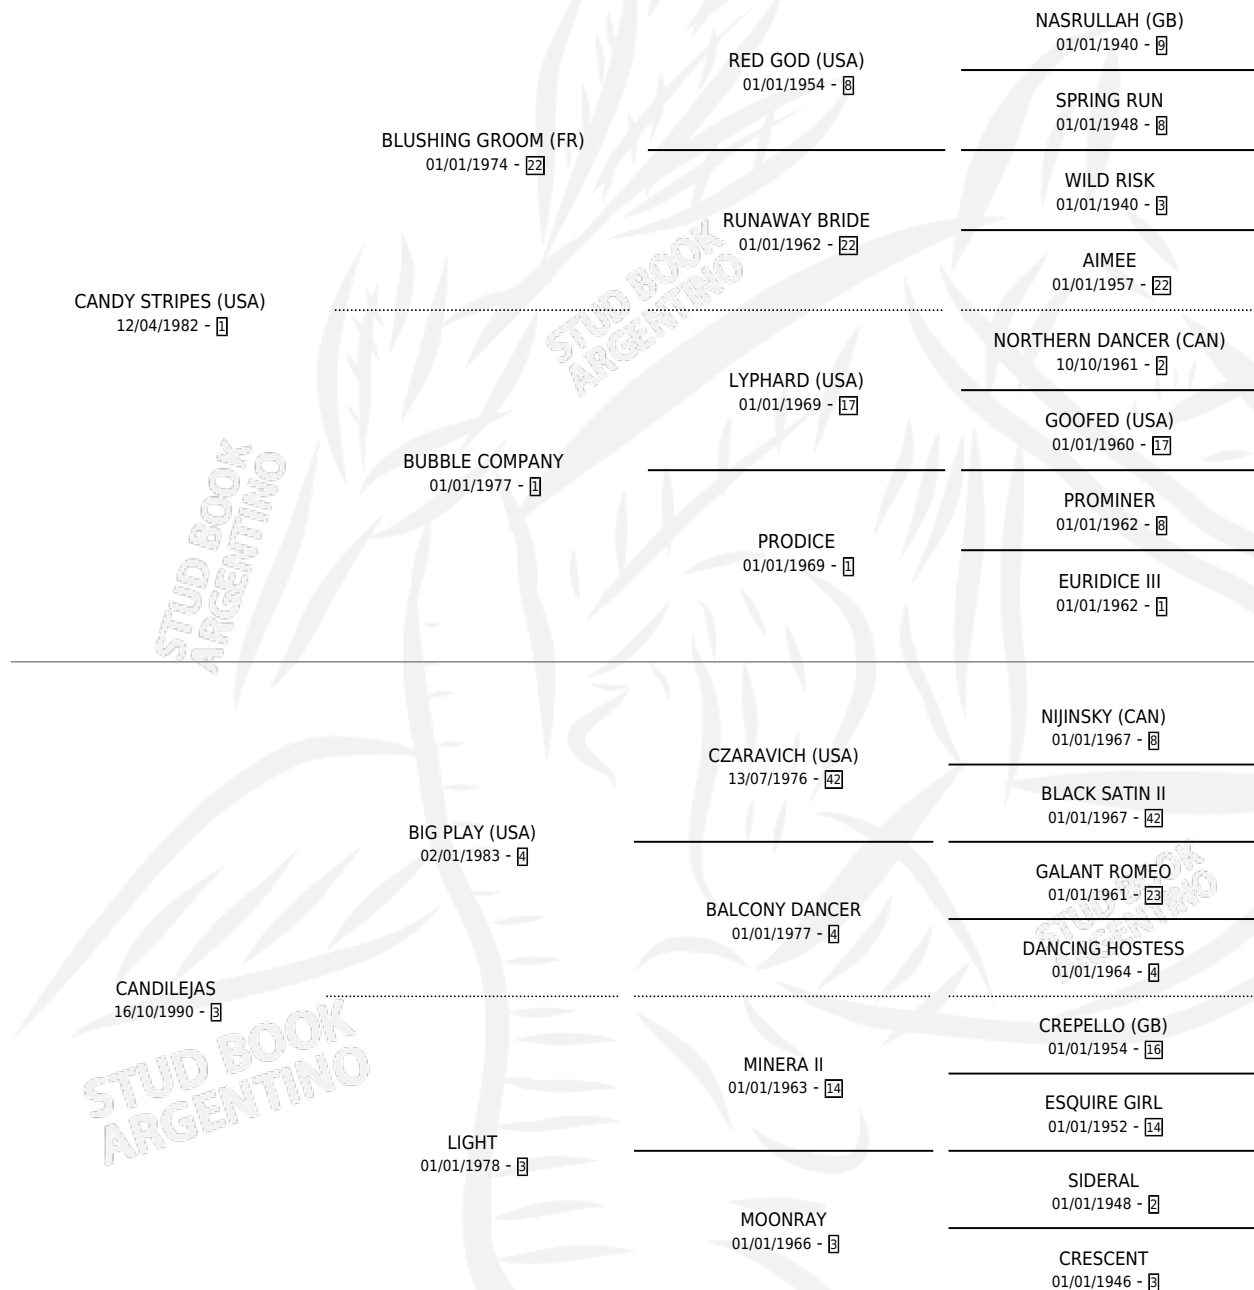 NASRULLAH (GB)
01/01/1940 - 9
RED GOD (USA)
01/01/1954 - 8
SPRING RUN
01/01/1948 - 8
BLUSHING GROOM (FR)
01/01/1974 - 22
WILD RISK
01/01/1940 - 3
RUNAWAY BRIDE
01/01/1962 - 22
AIMEE
01/01/1957 - 22
CANDY STRIPES (USA)
12/04/1982 - 1
NORTHERN DANCER (CAN)
10/10/1961 - 2
LYPHARD (USA)
01/01/1969 - 17
GOOFED (USA)
01/01/1960 - 17
BUBBLE COMPANY
01/01/1977 - 1
PROMINER
01/01/1962 - 8
PRODICE
01/01/1969 - 1
EURIDICE III
01/01/1962 - 1
NIJINSKY (CAN)
01/01/1967 - 8
CZARAVICH (USA)
13/07/1976 - 42
BLACK SATIN II
01/01/1967 - 42
BIG PLAY (USA)
02/01/1983 - 4
GALANT ROMEO
01/01/1961 - 23
BALCONY DANCER
01/01/1977 - 4
DANCING HOSTESS
01/01/1964 - 4
CANDILEJAS
16/10/1990 - 3
CREPELLO (GB)
01/01/1954 - 16
MINERA II
01/01/1963 - 14
ESQUIRE GIRL
01/01/1952 - 14
LIGHT
01/01/1978 - 3
SIDERAL
01/01/1948 - 2
MOONRAY
01/01/1966 - 3
CRESCENT
01/01/1946 - 3
STUD BOOK
ARGENTINO
STUD BOOK
ARGENTINO
STUD BOOK
ARGENTINO
STUD BOOK
ARGENTINO